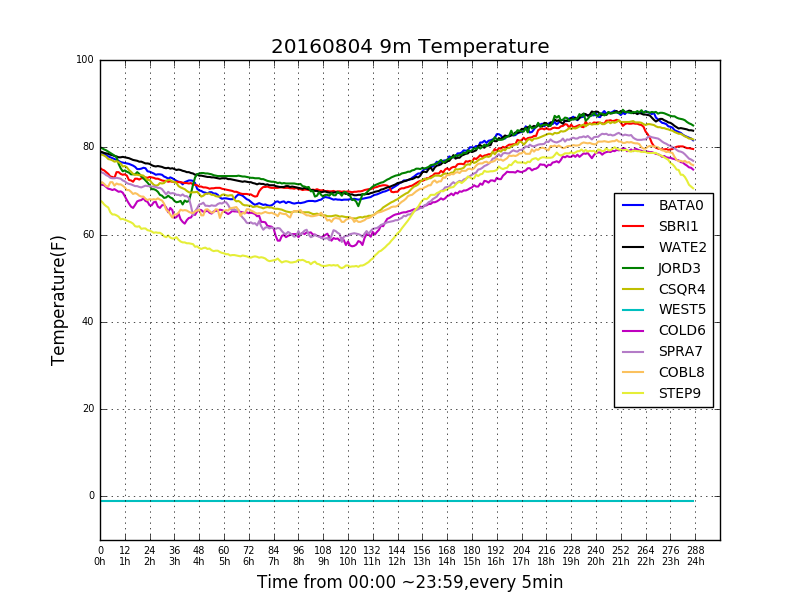 20160804 9m Temperature
Temperature(F)
100
80
60
40
20
0
BATA0
SBRI1
WATE2
JORD3
CSQR4
WEST5
COLD6
SPRA7
COBL8
STEP9
0 12 24 36 48 60 72 84 96 108 120 132 144 156 168 180 192 204 216 228 240 252 264 276 288
0h 1h 2h 3h 4h 5h 6h 7h 8h 9h 10h 11h 12h 13h 14h 15h 16h 17h 18h 19h 20h 21h 22h 23h 24h
Time from 00:00 ~23:59,every 5min